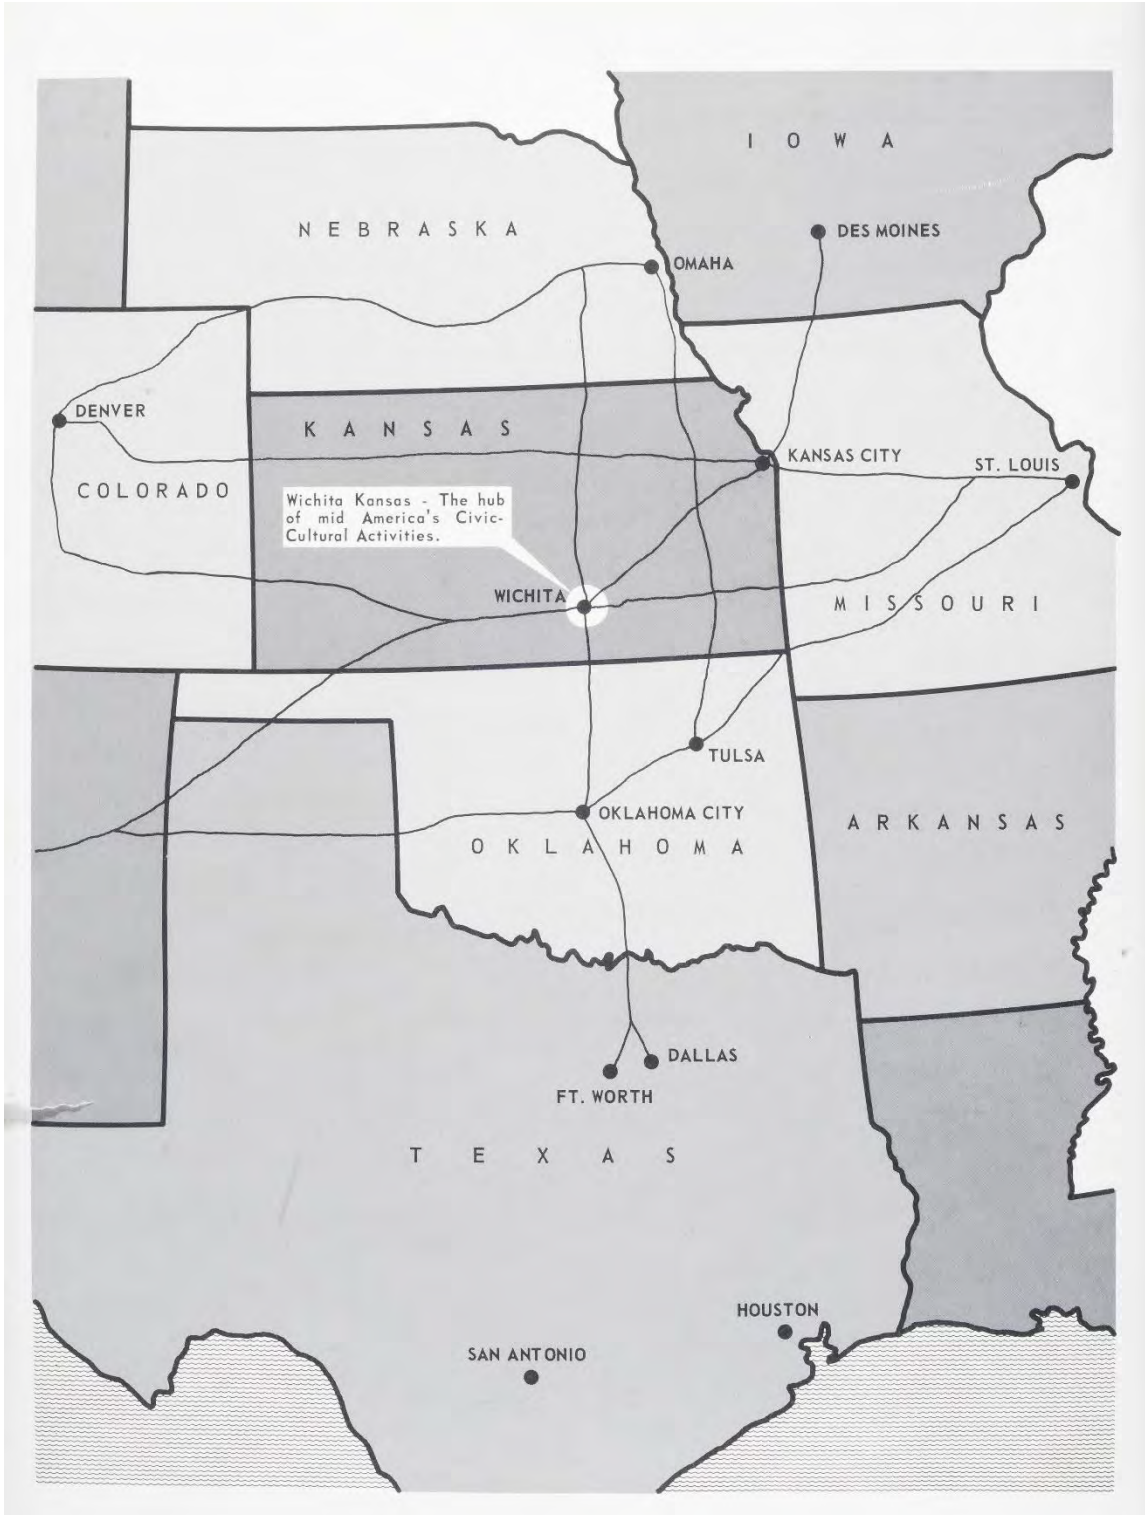 IOWA
DES MOINES
NEBRASKA
OMAHA
DENVER
KANSAS
KANSAS CITY
ST. LOUIS
COLORADO
Wichita Kansas - The hub
of mid America's Civic-
Cultural Activities.
WICHITA
MISSOURI
TULSA
OKLAHOMA CITY
ARKANSAS
OKLAHOMA
DALLAS
FT. WORTH
TEXAS
HOUSTON
SAN ANTONIO